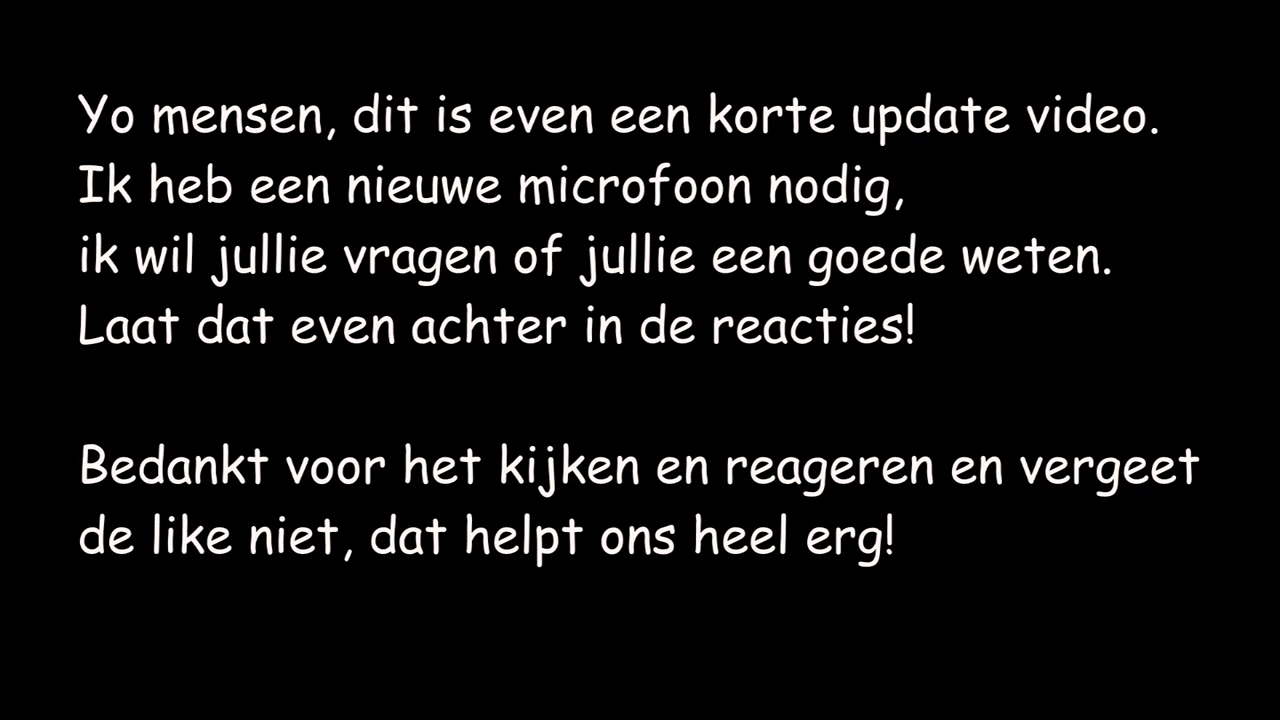 Yo mensen, dit is even een korte update video.
Ik heb een nieuwe microfoon nodig,
ik wil jullie vragen of jullie een goede weten.
Laat dat even achter in de reacties!
Bedankt voor het kijken en reageren en vergeet
de like niet, dat helpt ons heel erg!